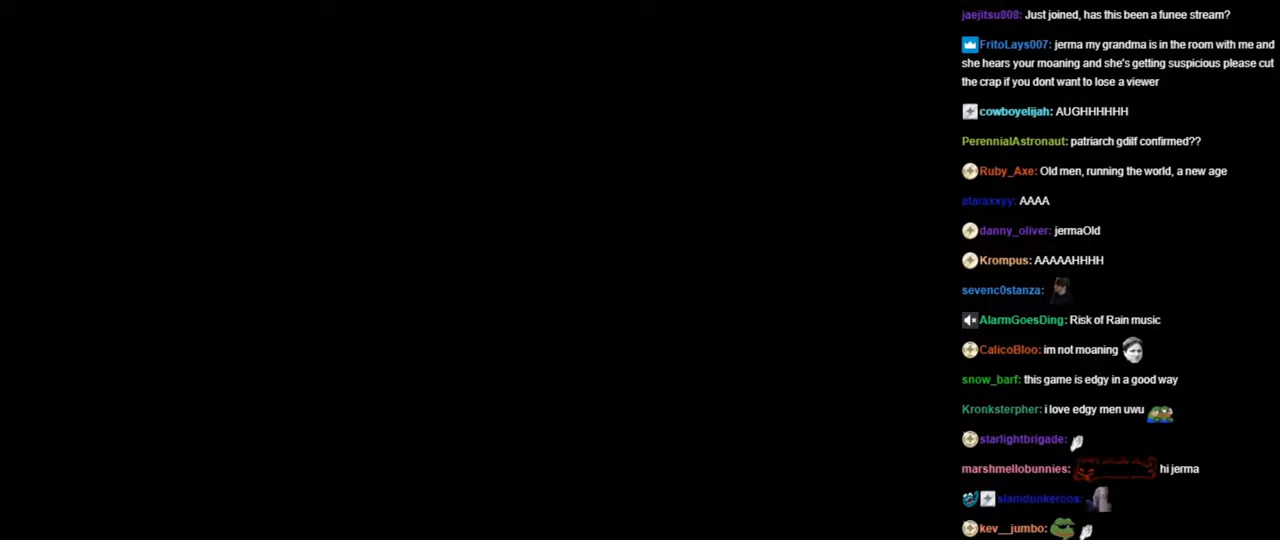 jaejitsu808: Just joined, has this been a funee stream?
FritoLays007: jerma my grandma is in the room with me and
she hears your moaning and she's getting suspicious please cut
the crap if you dont want to lose a viewer
cowboyelijah: AUGHHHHHH
PerennialAstronaut: patriarch gdilf confirmed??
Ruby_Axe: Old men, running the world, a new age
ataraxxyy: AAAA
danny_oliver: jermaOld
Krompus: AAAAAHHHH
sevenc0stanza:
AlarmGoesDing: Risk of Rain music
CalicoBloo: im not moaning
snow_barf: this game is edgy in a good way
Kronksterpher: i love edgy men uwu
starlightbrigade:
marshmellobunnies: hi jerma
slamdunkeroos:
kev__jumbo: